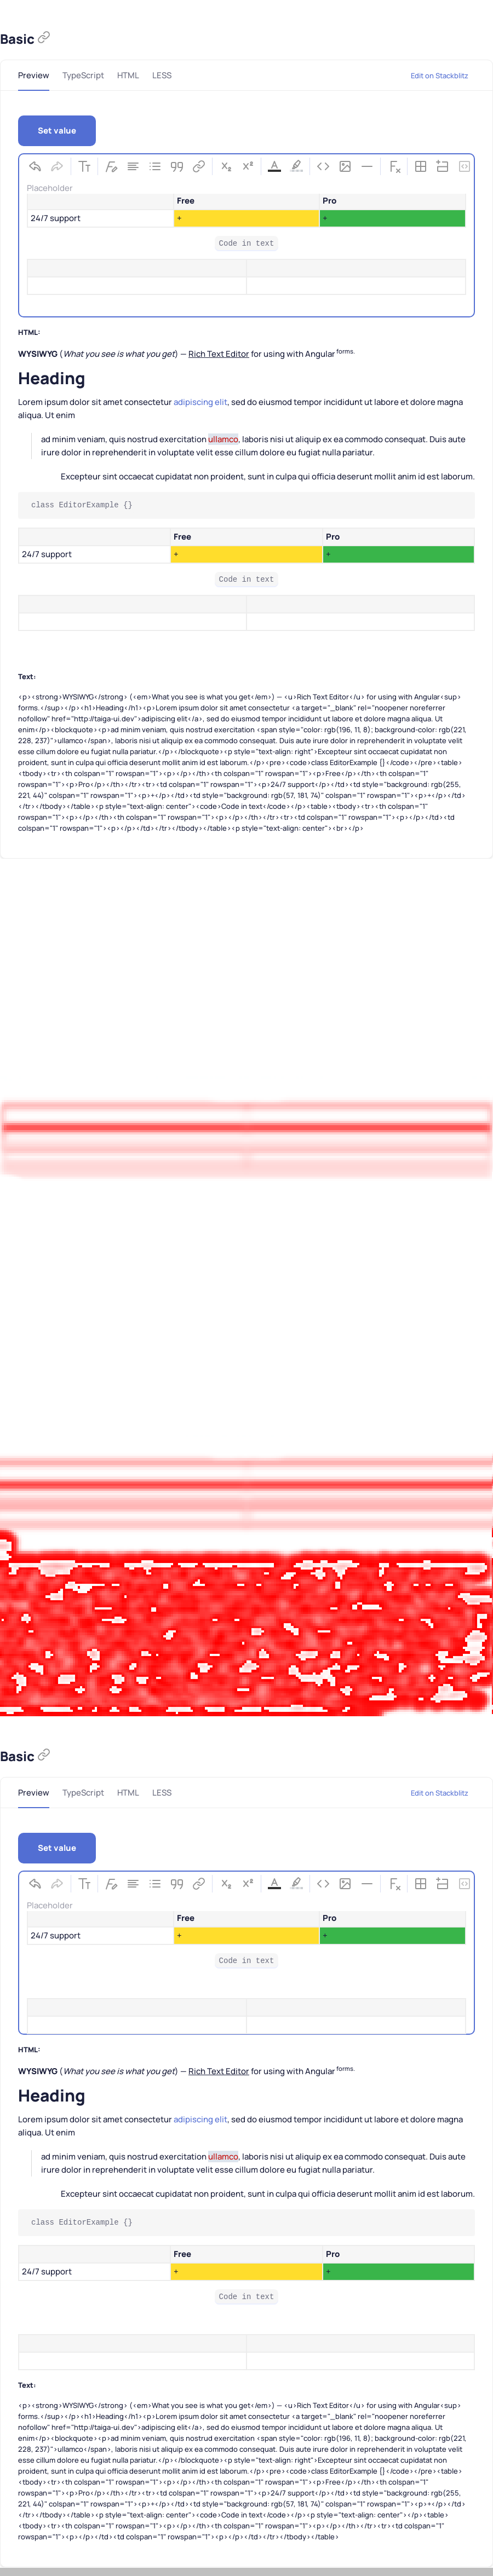 Basic
Preview TypeScript HTML LESS Edit on Stackblitz
Set value
Placeholder
Free Pro
24/7 support + +
Code in text
HTML:
WYSIWYG (What you see is what you get) — Rich Text Editor for using with Angular forms.
Heading
Lorem ipsum dolor sit amet consectetur adipiscing elit, sed do eiusmod tempor incididunt ut labore et dolore magna
aliqua. Ut enim
ad minim veniam, quis nostrud exercitation ullamco, laboris nisi ut aliquip ex ea commodo consequat. Duis aute
irure dolor in reprehenderit in voluptate velit esse cillum dolore eu fugiat nulla pariatur.
Excepteur sint occaecat cupidatat non proident, sunt in culpa qui officia deserunt mollit anim id est laborum.
class EditorExample {}
Free Pro
24/7 support + +
Code in text
Text:
<p><strong>WYSIWYG</strong> (<em>What you see is what you get</em>) — <u>Rich Text Editor</u> for using with Angular<sup>
forms.</sup></p><h1>Heading</h1><p>Lorem ipsum dolor sit amet consectetur <a target="_blank" rel="noopener noreferrer
nofollow" href="http://taiga-ui.dev">adipiscing elit</a>, sed do eiusmod tempor incididunt ut labore et dolore magna aliqua. Ut
enim</p><blockquote><p>ad minim veniam, quis nostrud exercitation <span style="color: rgb(196, 11, 8); background-color: rgb(221,
228, 237)">ullamco</span>, laboris nisi ut aliquip ex ea commodo consequat. Duis aute irure dolor in reprehenderit in voluptate velit
esse cillum dolore eu fugiat nulla pariatur.</p></blockquote><p style="text-align: right">Excepteur sint occaecat cupidatat non
proident, sunt in culpa qui officia deserunt mollit anim id est laborum.</p><pre><code>class EditorExample {}</code></pre><table>
<tbody><tr><th colspan="1" rowspan="1"><p></p></th><th colspan="1" rowspan="1"><p>Free</p></th><th colspan="1"
rowspan="1"><p>Pro</p></th></tr><tr><td colspan="1" rowspan="1"><p>24/7 support</p></td><td style="background: rgb(255,
221, 44)" colspan="1" rowspan="1"><p>+</p></td><td style="background: rgb(57, 181, 74)" colspan="1" rowspan="1"><p>+</p></td>
</tr></tbody></table><p style="text-align: center"><code>Code in text</code></p><table><tbody><tr><th colspan="1"
rowspan="1"><p></p></th><th colspan="1" rowspan="1"><p></p></th></tr><tr><td colspan="1" rowspan="1"><p></p></td><td
colspan="1" rowspan="1"><p></p></td></tr></tbody></table><p style="text-align: center"><br></p>
Basic
Preview TypeScript HTML LESS Edit on Stackblitz
Set value
Placeholder
Free Pro
24/7 support + +
Code in text
HTML:
WYSIWYG (What you see is what you get) — Rich Text Editor for using with Angular forms.
Heading
Lorem ipsum dolor sit amet consectetur adipiscing elit, sed do eiusmod tempor incididunt ut labore et dolore magna
aliqua. Ut enim
ad minim veniam, quis nostrud exercitation ullamco, laboris nisi ut aliquip ex ea commodo consequat. Duis aute
irure dolor in reprehenderit in voluptate velit esse cillum dolore eu fugiat nulla pariatur.
Excepteur sint occaecat cupidatat non proident, sunt in culpa qui officia deserunt mollit anim id est laborum.
class EditorExample {}
Free Pro
24/7 support + +
Code in text
Text:
<p><strong>WYSIWYG</strong> (<em>What you see is what you get</em>) — <u>Rich Text Editor</u> for using with Angular<sup>
forms.</sup></p><h1>Heading</h1><p>Lorem ipsum dolor sit amet consectetur <a target="_blank" rel="noopener noreferrer
nofollow" href="http://taiga-ui.dev">adipiscing elit</a>, sed do eiusmod tempor incididunt ut labore et dolore magna aliqua. Ut
enim</p><blockquote><p>ad minim veniam, quis nostrud exercitation <span style="color: rgb(196, 11, 8); background-color: rgb(221,
228, 237)">ullamco</span>, laboris nisi ut aliquip ex ea commodo consequat. Duis aute irure dolor in reprehenderit in voluptate velit
esse cillum dolore eu fugiat nulla pariatur.</p></blockquote><p style="text-align: right">Excepteur sint occaecat cupidatat non
proident, sunt in culpa qui officia deserunt mollit anim id est laborum.</p><pre><code>class EditorExample {}</code></pre><table>
<tbody><tr><th colspan="1" rowspan="1"><p></p></th><th colspan="1" rowspan="1"><p>Free</p></th><th colspan="1"
rowspan="1"><p>Pro</p></th></tr><tr><td colspan="1" rowspan="1"><p>24/7 support</p></td><td style="background: rgb(255,
221, 44)" colspan="1" rowspan="1"><p>+</p></td><td style="background: rgb(57, 181, 74)" colspan="1" rowspan="1"><p>+</p></td>
</tr></tbody></table><p style="text-align: center"><code>Code in text</code></p><p style="text-align: center"></p><table>
<tbody><tr><th colspan="1" rowspan="1"><p></p></th><th colspan="1" rowspan="1"><p></p></th></tr><tr><td colspan="1"
rowspan="1"><p></p></td><td colspan="1" rowspan="1"><p></p></td></tr></tbody></table>